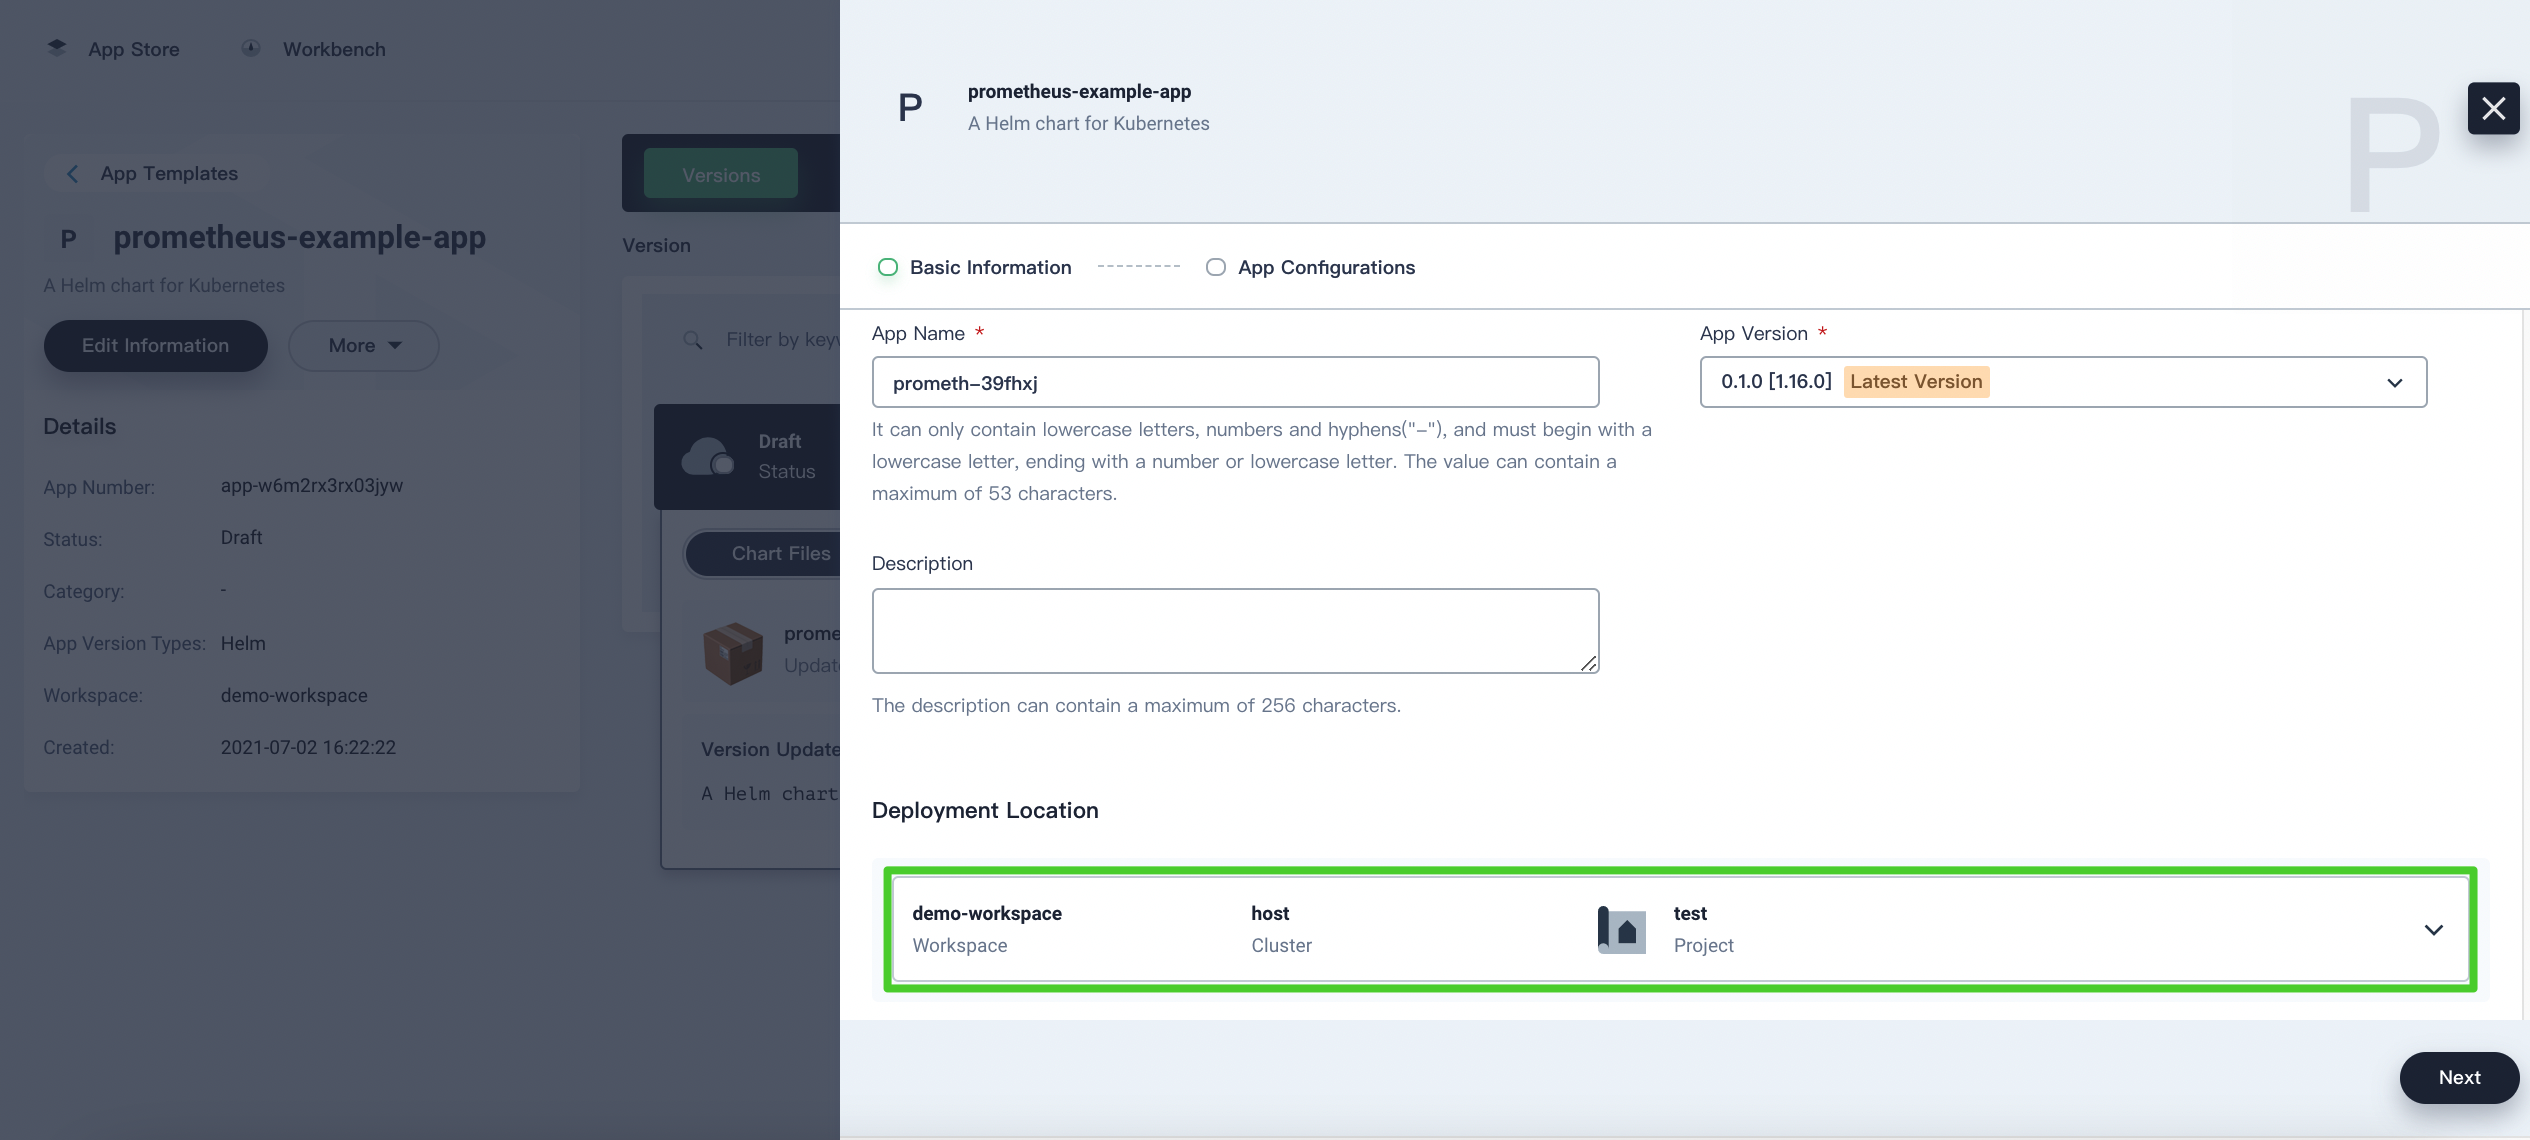 App Store
Workbench
App Templates
P
prometheus-example-app
A Helm chart for Kubernetes
Edit Information
More
Details
App Number:
app-w6m2rx3rx03jyw
Status:
Draft
Category:
-
App Version Types:
Helm
Workspace:
demo-workspace
Created:
2021-07-02 16:22:22
Versions
Version
Filter by keyw
Draft
Status
Chart Files
prome
Updat
Version Update
A Helm chart
P
prometheus-example-app
A Helm chart for Kubernetes
P
Basic Information
App Configurations
App Name *
prometh-39fhxj
It can only contain lowercase letters, numbers and hyphens("-"), and must begin with a
lowercase letter, ending with a number or lowercase letter. The value can contain a
maximum of 53 characters.
App Version *
0.1.0 [1.16.0] Latest Version
Description
The description can contain a maximum of 256 characters.
Deployment Location
demo-workspace
Workspace
host
Cluster
test
Project
Next